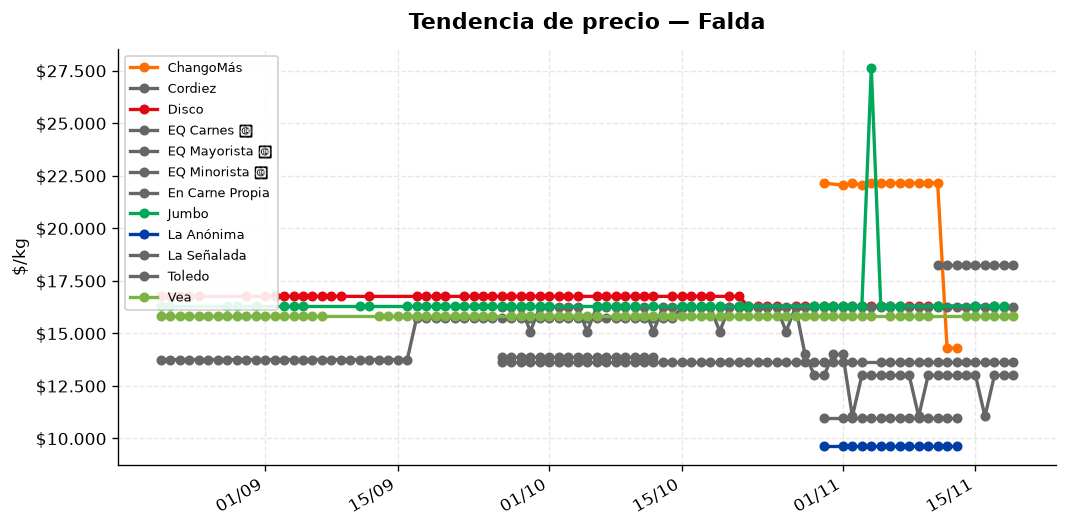 Tendencia de precio — Falda
$/kg
$27.500
$25.000
$22.500
$20.000
$17.500
$15.000
$12.500
$10.000
ChangoMás
Cordiez
Disco
EQ Carnes
EQ Mayorista
EQ Minorista
En Carne Propia
Jumbo
La Anónima
La Señalada
Toledo
Vea
01/09
15/09
01/10
15/10
01/11
15/11